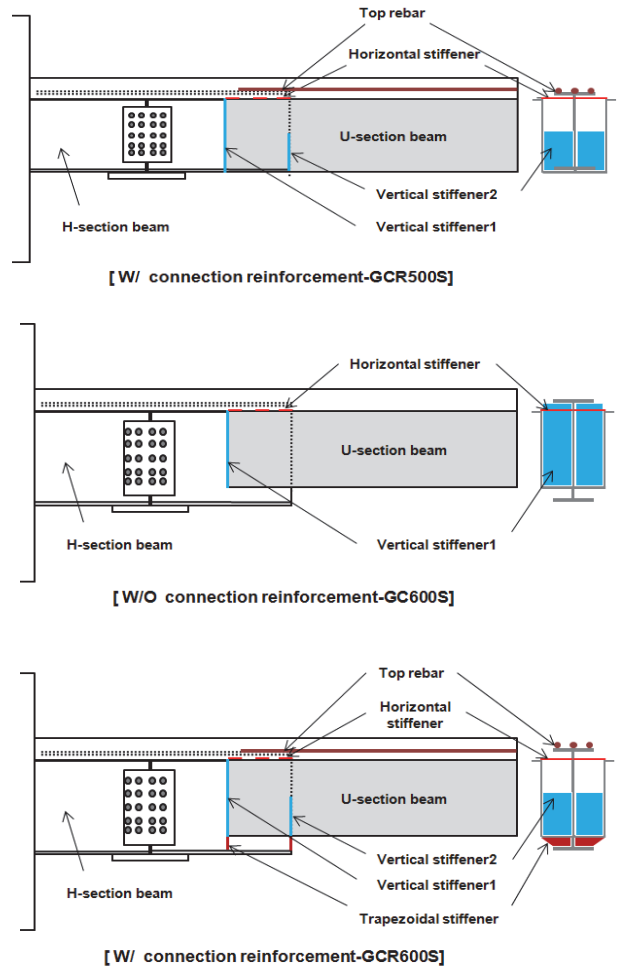 Top rebar
Horizontal stiffener
U-section beam
Vertical stiffener2
H-section beam
Vertical stiffener1
[ W/ connection reinforcement-GCR500S]
Horizontal stiffener
U-section beam
H-section beam
Vertical stiffener1
[ W/O connection reinforcement-GC600S]
Top rebar
Horizontal
stiffener
U-section beam
Vertical stiffener2
H-section beam
Vertical stiffener1
Trapezoidal stiffener
[ W/ connection reinforcement-GCR600S]